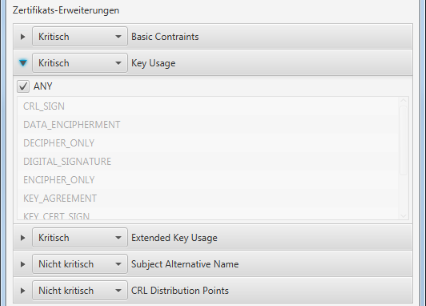 Zertifikats-Erweiterungen
Kritisch Basic Contraints
Kritisch Key Usage
ANY
CRL_SIGN
DATA_ENCIPHERMENT
DECIPHER_ONLY
DIGITAL_SIGNATURE
ENCIPHER_ONLY
KEY_AGREEMENT
KEY_CERT_SIGN
Kritisch Extended Key Usage
Nicht kritisch Subject Alternative Name
Nicht kritisch CRL Distribution Points